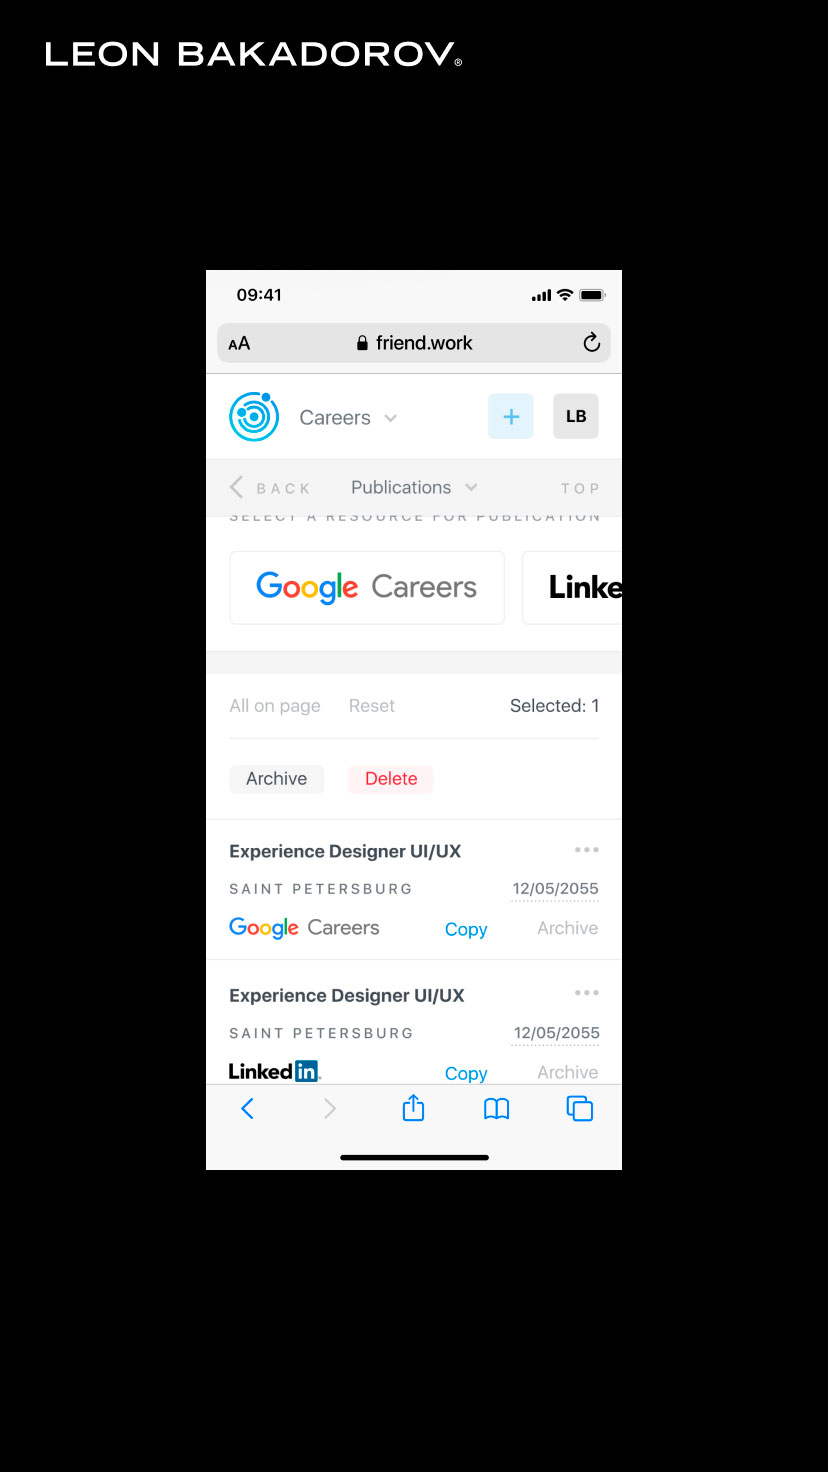 LEON BAKADOROV®
09:41
AA friend.work
Careers + LB
BACK Publications TOP
SELECT A RESOURCE FOR PUBLICATION
Google Careers Linke
All on page Reset Selected: 1
Archive Delete
Experience Designer UI/UX
SAINT PETERSBURG 12/05/2055
Google Careers Copy Archive
Experience Designer UI/UX
SAINT PETERSBURG 12/05/2055
Linkedin Copy Archive